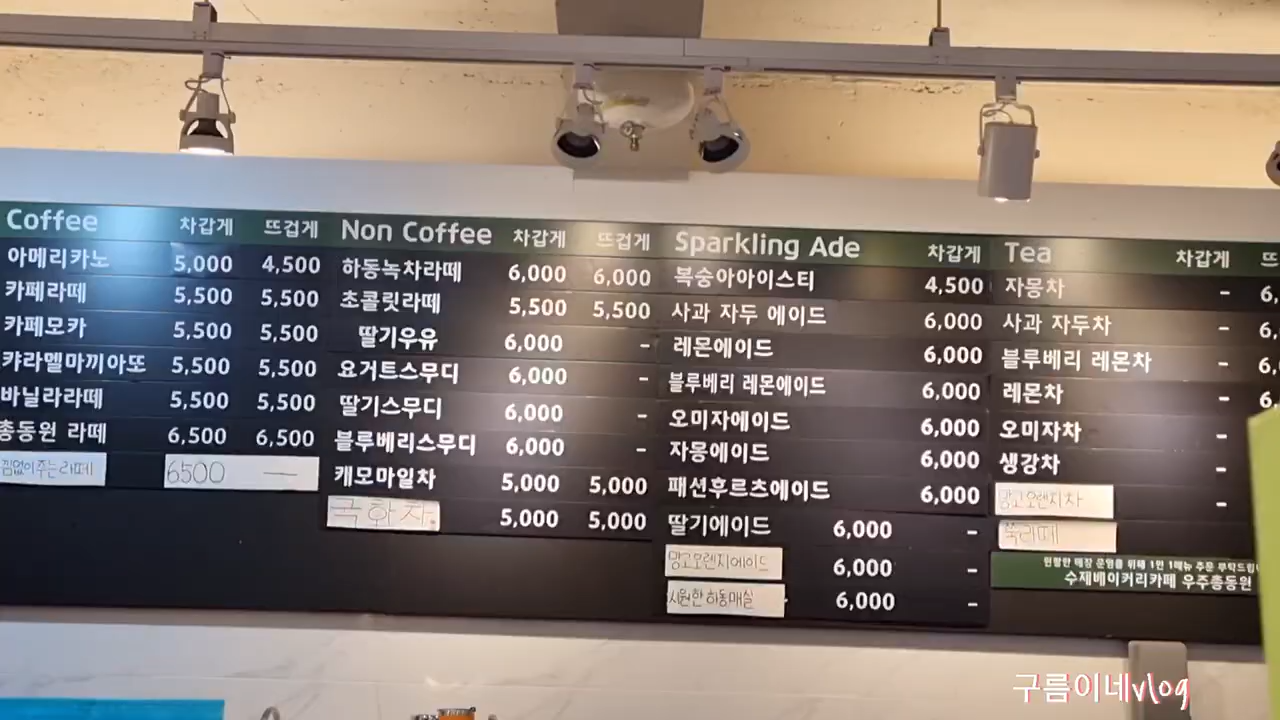 Coffee 차갑게 뜨겁게
아메리카노 5,000 4,500
카페라떼 5,500 5,500
카페모카 5,500 5,500
캬라멜마끼아또 5,500 5,500
바닐라라떼 5,500 5,500
총동원 라떼 6,500 6,500
낌없이주는라떼 6500 —
Non Coffee 차갑게 뜨겁게
하동녹차라떼 6,000 6,000
초콜릿라떼 5,500 5,500
딸기우유 6,000 -
요거트스무디 6,000 -
딸기스무디 6,000 -
블루베리스무디 6,000 -
캐모마일차 5,000 5,000
국화차. 5,000 5,000
Sparkling Ade 차갑게
복숭아아이스티 4,500
사과 자두 에이드 6,000
레몬에이드 6,000
블루베리 레몬에이드 6,000
오미자에이드 6,000
자몽에이드 6,000
패션후르츠에이드 6,000
딸기에이드 6,000 -
망고오렌지에이드 6,000 -
시원한하동매실 6,000 -
Tea 차갑게 뜨
자몽차 - 6,
사과 자두차 - 6,
블루베리 레몬차 - 6,
레몬차 - 6,
오미자차 -
생강차 -
망고오렌지차 -
쑥라떼
원활한 매장 운영을 위해 1인 1메뉴 주문 부탁드립니
수제베이커리카페 우주총동원
구름이네vlog